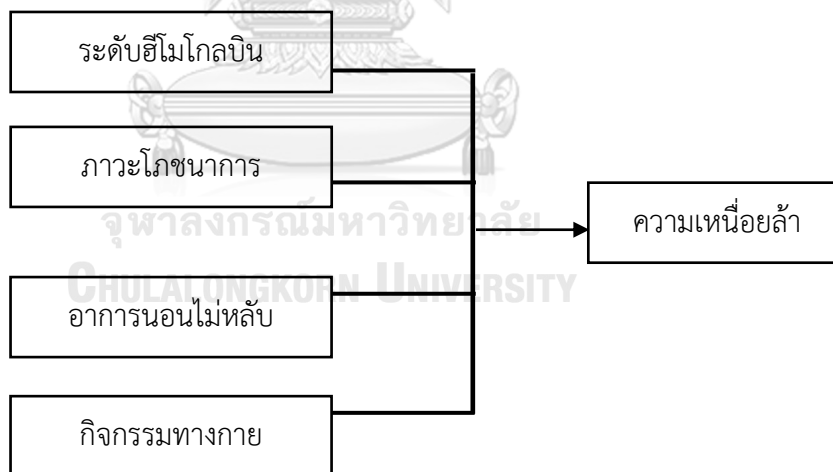 ระดับฮีโมโกลบิน
ภาวะโภชนาการ
จุฬาลงกรณ์มหาวิทยาลัย
ความเหนื่อยล้า
CHULALONGKORN UNIVERSITY
อาการนอนไม่หลับ
กิจกรรมทางกาย